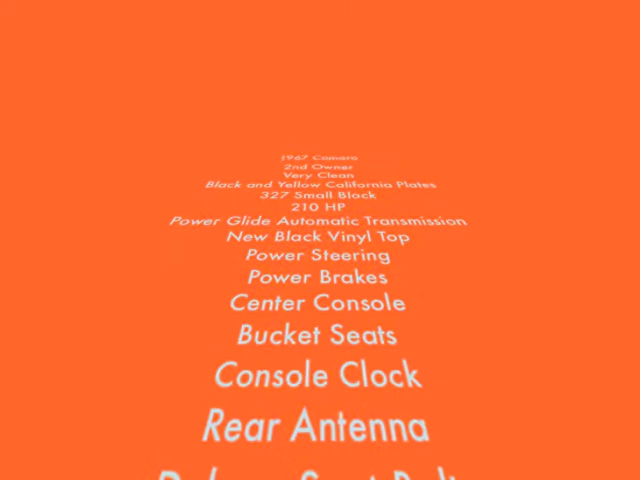 1967 Camaro
2nd Owner
Very Clean
Black and Yellow California Plates
327 Small Block
210 HP
Power Glide Automatic Transmission
New Black Vinyl Top
Power Steering
Power Brakes
Center Console
Bucket Seats
Console Clock
Rear Antenna